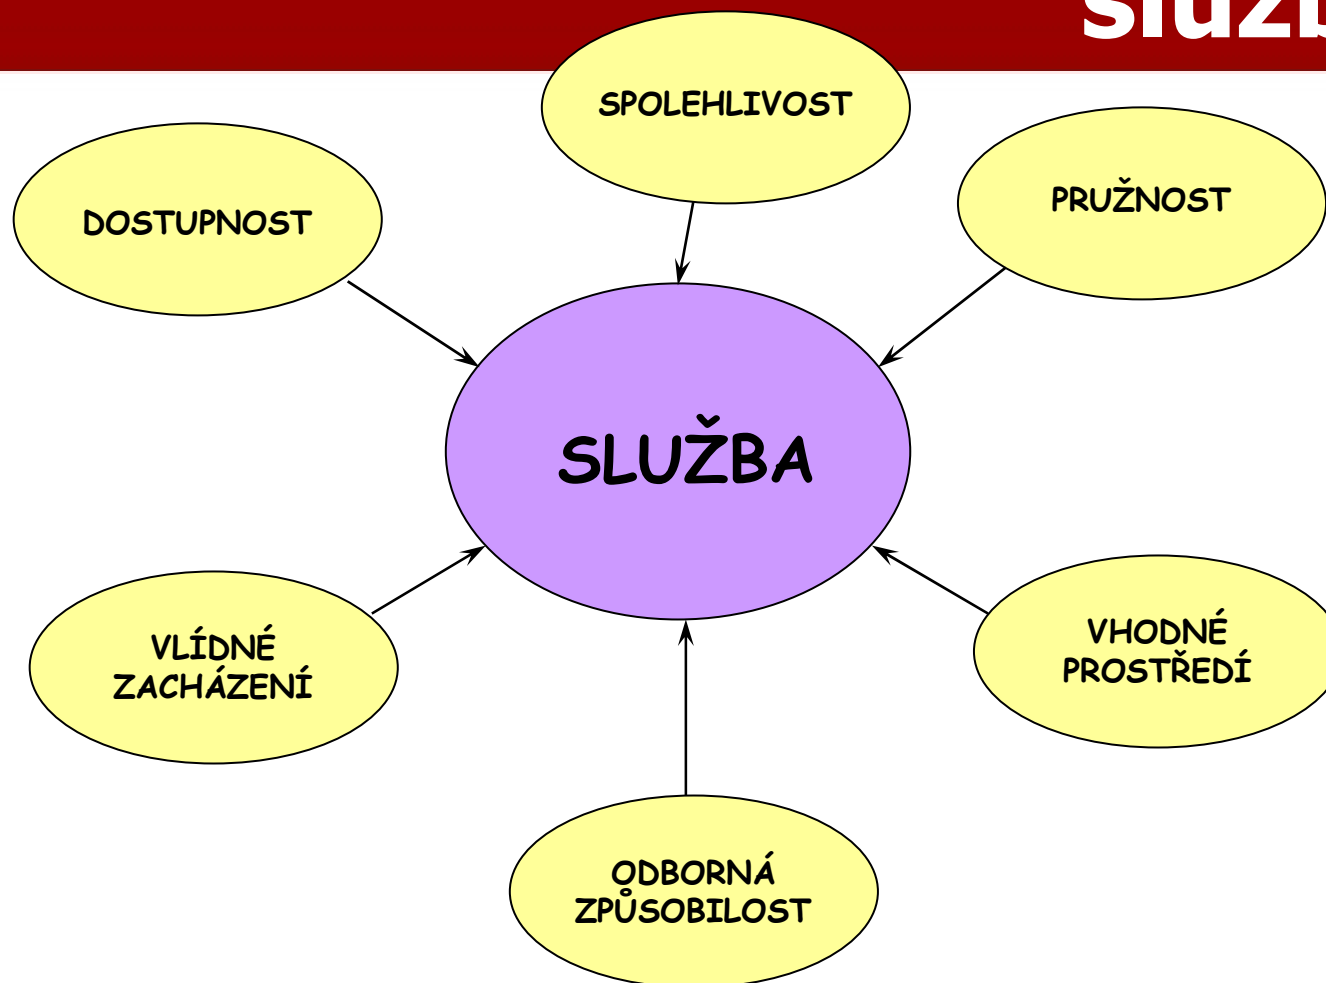 SPOLEHLIVOST
PRUŽNOST
DOSTUPNOST
SLUŽBA
VLÍDNÉ
ZACHÁZENÍ
VHODNÉ
PROSTŘEDÍ
ODBORNÁ
ZPŮSOBILOST